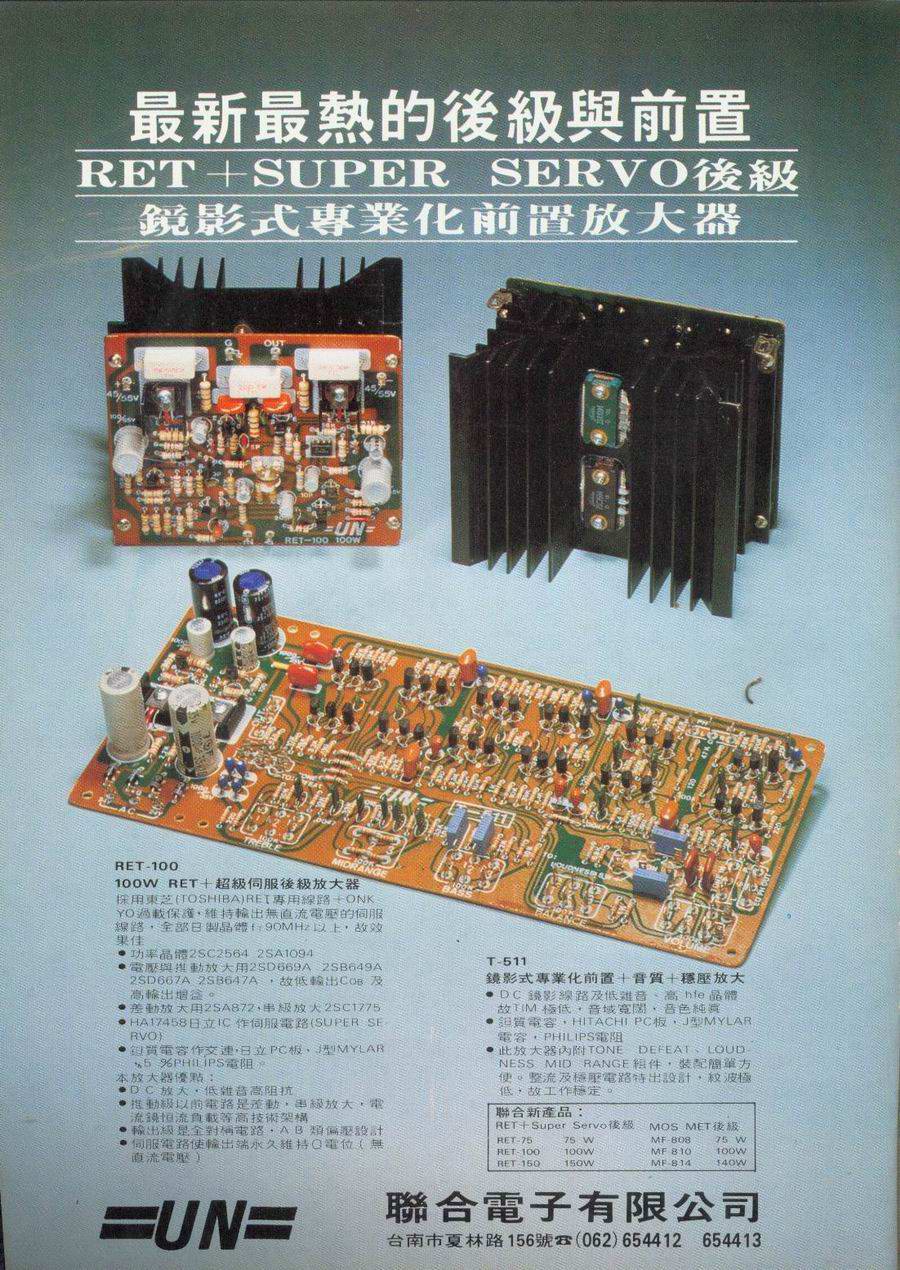 最新最熱的後級與前置
RET+SUPER SERVO後級
鏡影式專業化前置放大器
G OUT
45/55V
45/55V
=UN=
RET-100 100W
=UN=
TREBLE
MIDRANGE
BASS
LOUDNESS
BALANCE
VOLUME
RET-100
100W RET+超級伺服後級放大器
採用東芝(TOSHIBA)RET專用線路+ONK
YO過載保護,維持輸出無直流電壓的伺服
線路,全部日製晶體fT90MHz以上,故效
果佳
●功率晶體2SC2564 2SA1094
●電壓與推動放大用2SD669A 2SB649A
2SD667A 2SB647A ,故低輸出COB 及
高輸出增益。
●差動放大用2SA872,串級放大2SC1775
●HA17458日立IC 作伺服電路(SUPER SE-
RVO)
●鉭質電容作交連,日立PC板,J型MYLAR
5 %PHILIPS電阻。
本放大器優點:
●DC 放大,低雜音高阻抗
●推動級以前電路是差動,串級放大,電
流鏡恒流負載等高技術架構
●輸出級是全對稱電路,A B 類偏壓設計
●伺服電路使輸出端永久維持O電位(無
直流電壓)
T-511
鏡影式專業化前置+音質+穩壓放大
●DC 鏡影線路及低雜音、高 hfe 晶體
故TIM 極低,音域寬闊,音色純真
●鉭質電容,HITACHI PC板,J型MYLAR
電容,PHILIPS電阻
●此放大器內附TONE DEFEAT、LOUD-
NESS MID RANGE組件,裝配簡單方
便。整流及穩壓電路特出設計,紋波極
低,故工作穩定。
聯合新產品:
RET+Super Servo後級 MOS MET後級
RET-75 75 W MF-808 75 W
RET-100 100W MF-810 100W
RET-150 150W MF-814 140W
=UN=
聯合電子有限公司
台南市夏林路156號☎(062)654412 654413